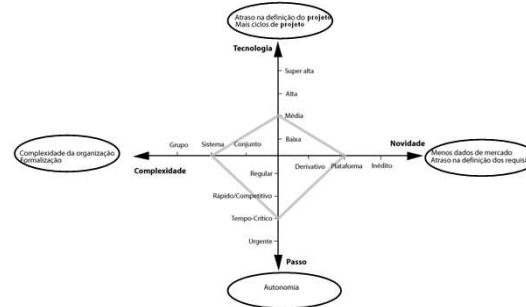 Atraso na definição do projeto
Mais ciclos de projeto
Tecnologia
Super alta
Alta
Média
Baixa
Grupo
Sistema
Conjunto
Novidade
Complexidade da organização
Formalização
Menos dados de mercado
Atraso na definição dos requisi
Complexidade
Regular
Derivativo
Plataforma
Inédito
Rápido/Competitivo
Tempo-Crítico
Urgente
Passo
Autonomia